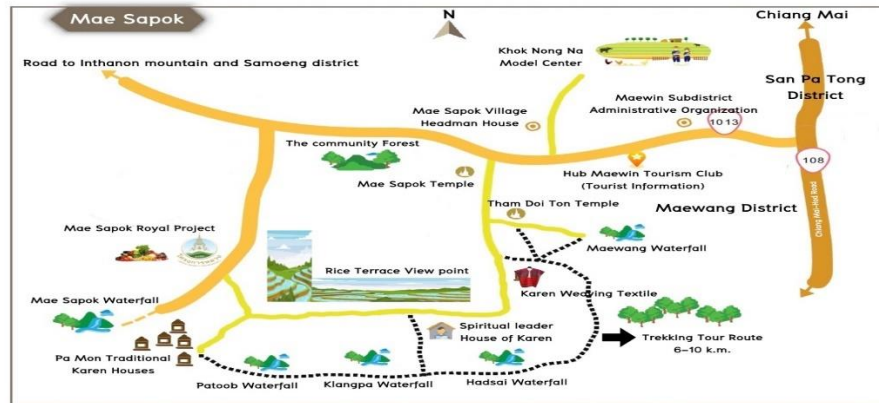 Mae Sapok
N
Chiang Mai
Road to Inthanon mountain and Samoeng district
Khok Nong Na
Model Center
San Pa Tong
District
Mae Sapok Village
Headman House
Maewin Subdistrict
Administrative Organization
1013
The community Forest
108
Mae Sapok Temple
Hub Maewin Tourism Club
(Tourist Information)
Tham Doi Ton Temple
Maewang District
Chiang Mai-Hod Road
Mae Sapok Royal Project
Maewang Waterfall
Rice Terrace View point
Karen Weaving Textile
Mae Sapok Waterfall
Spiritual leader
House of Karen
Trekking Tour Route
6-10 k.m.
Pa Mon Traditional
Karen Houses
Patoob Waterfall
Klangpa Waterfall
Hadsai Waterfall